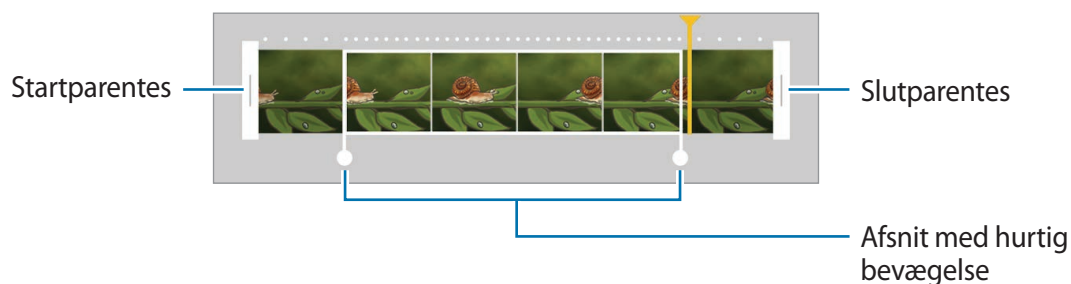 Startparentes
Slutparentes
Afsnit med hurtig
bevægelse